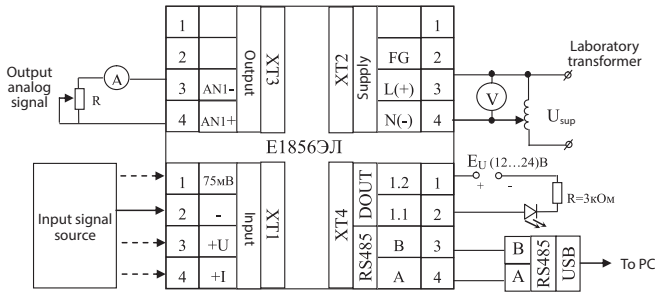 1
2
3 AN1-
4 AN1+
Output
XT3
XT2
Supply
1
FG 2
L(+) 3
N(-) 4
Output
analog
signal
R
A
Laboratory
transformer
V
U sup
E1856ЭЛ
Input signal
source
1 75мВ
2 -
3 +U
4 +I
Input
XT1
XT4
DOUT
RS485
1.2 1
1.1 2
B 3
A 4
EU (12...24)В
+ -
R=3кОм
B
A
RS485
USB
To PC